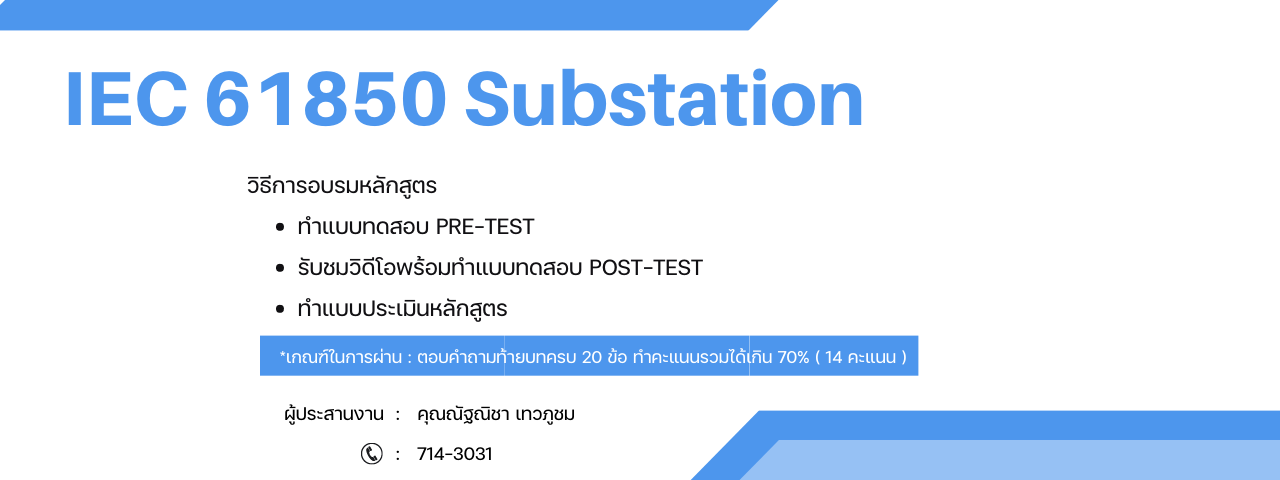 IEC 61850 Substation
วิธีการอบรมหลักสูตร
• ทำแบบทดสอบ PRE-TEST
• รับชมวิดีโอพร้อมทำแบบทดสอบ POST-TEST
• ทำแบบประเมินหลักสูตร
*เกณฑ์ในการผ่าน : ตอบคำถามท้ายบทครบ 20 ข้อ ทำคะแนนรวมได้เกิน 70% ( 14 คะแนน )
ผู้ประสานงาน : คุณณัฐณิชา เทวภูชม
: 714-3031